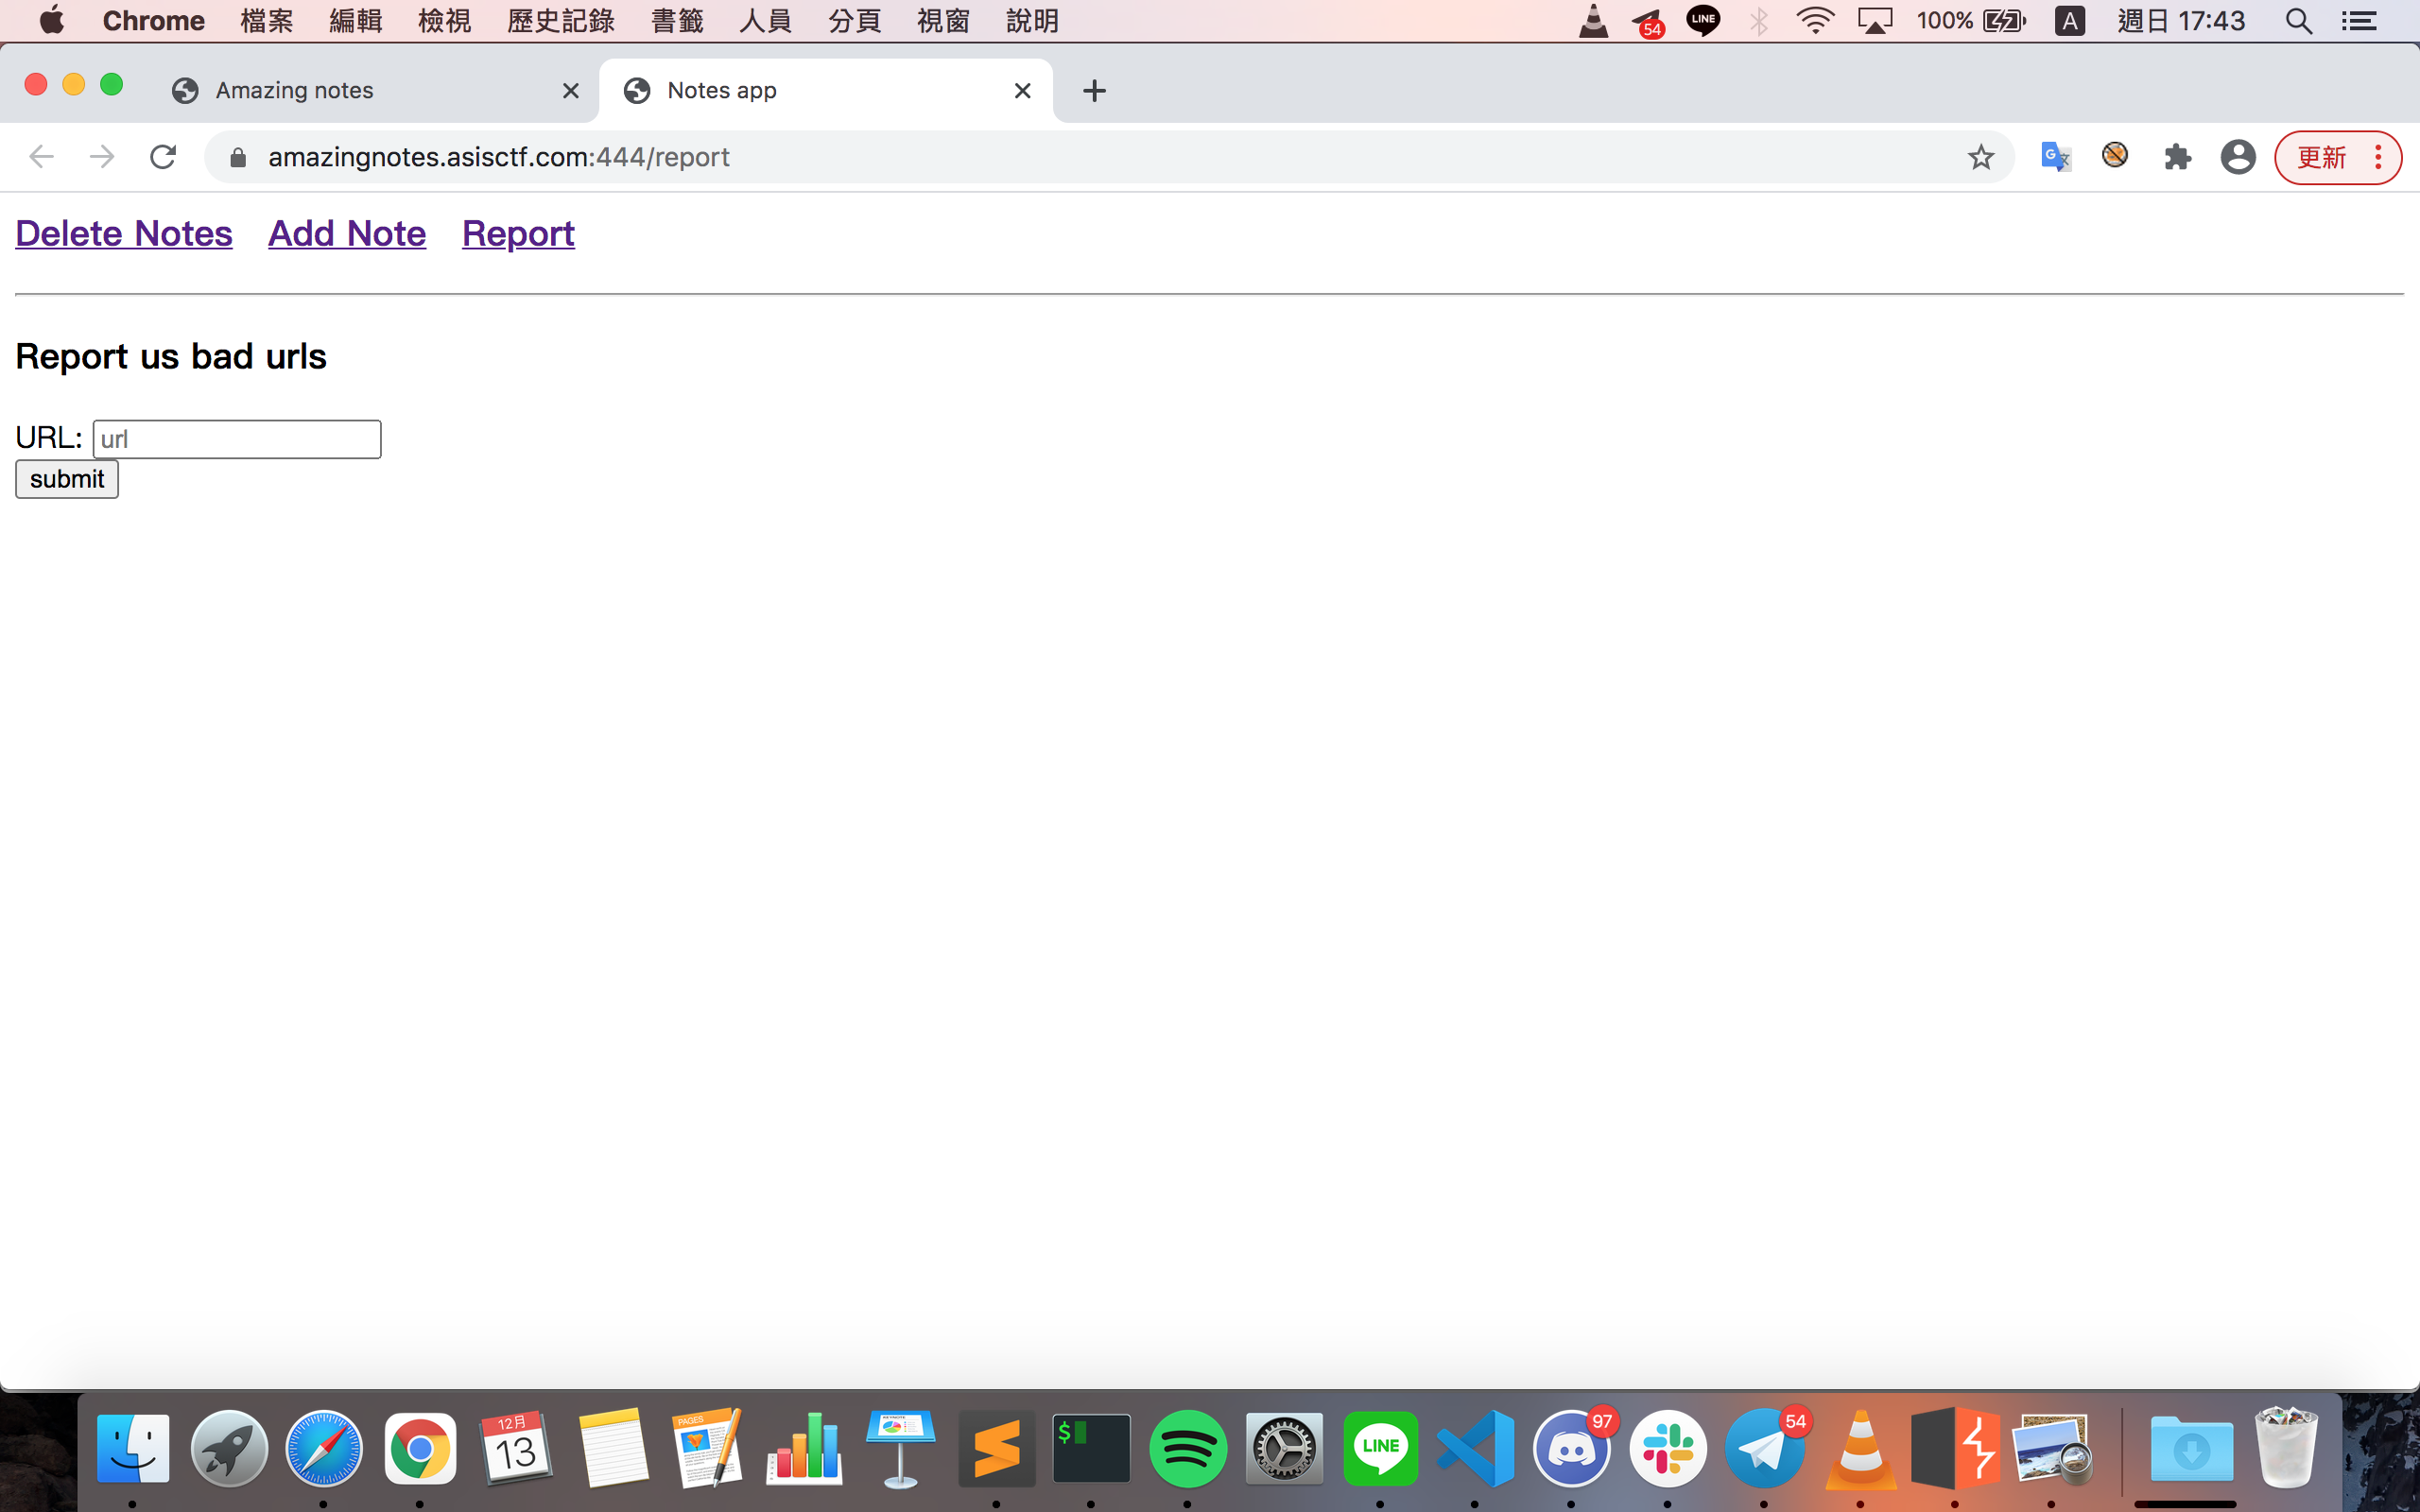 Chrome 檔案 編輯 檢視 歷史記錄 書籤 人員 分頁 視窗 說明 54 LINE 100% A 週日 17:43
Amazing notes Notes app
amazingnotes.asisctf.com:444/report 更新
Delete Notes Add Note Report
Report us bad urls
URL: url
submit
12月 13 PAGES KEYNOTE $ LINE 97 54